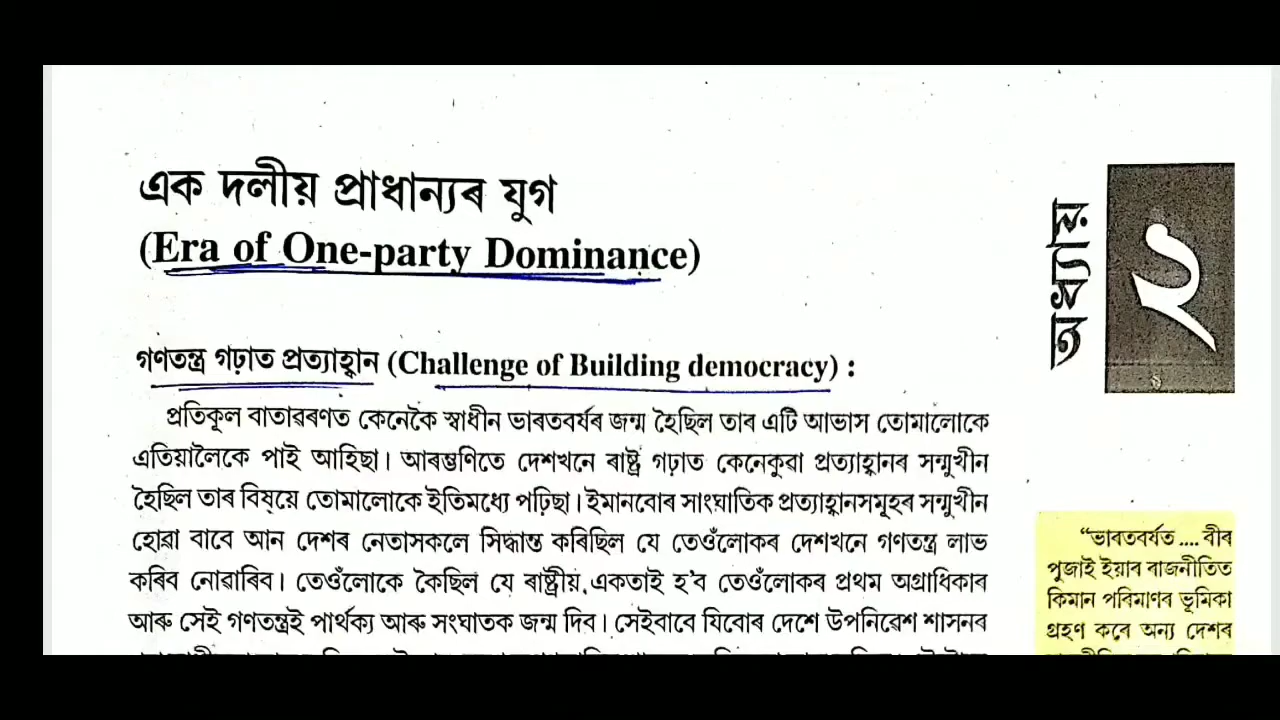 এক দলীয় প্ৰাধান্যৰ যুগ
(Era of One-party Dominance)
অধ্যায়
২
গণতন্ত্ৰ গঢ়াত প্ৰত্যাহ্বান (Challenge of Building democracy) :
প্ৰতিকূল বাতাবৰণত কেনেকৈ স্বাধীন ভাৰতবৰ্ষৰ জন্ম হৈছিল তাৰ এটি আভাস তোমালোকে
এতিয়ালৈকে পাই আহিছা। আৰম্ভণিতে দেশখনে ৰাষ্ট্ৰ গঢ়াত কেনেকুৱা প্ৰত্যাহ্বানৰ সন্মুখীন
হৈছিল তাৰ বিষয়ে তোমালোকে ইতিমধ্যে পঢ়িছা। ইমানবোৰ সাংঘাতিক প্ৰত্যাহ্বানসমূহৰ সন্মুখীন
হোৱা বাবে আন দেশৰ নেতাসকলে সিদ্ধান্ত কৰিছিল যে তেওঁলোকৰ দেশখনে গণতন্ত্ৰ লাভ
কৰিব নোৱাৰিব। তেওঁলোকে কৈছিল যে ৰাষ্ট্ৰীয় একতাই হ'ব তেওঁলোকৰ প্ৰথম অগ্ৰাধিকাৰ
আৰু সেই গণতন্ত্ৰই পাৰ্থক্য আৰু সংঘাতক জন্ম দিব। সেইবাবে যিবোৰ দেশে উপনিৱেশ শাসনৰ
“ভাৰতবৰ্ষত .... বীৰ
পুজাই ইয়াৰ ৰাজনীতিত
কিমান পৰিমাণৰ ভূমিকা
গ্ৰহণ কৰে অন্য দেশৰ